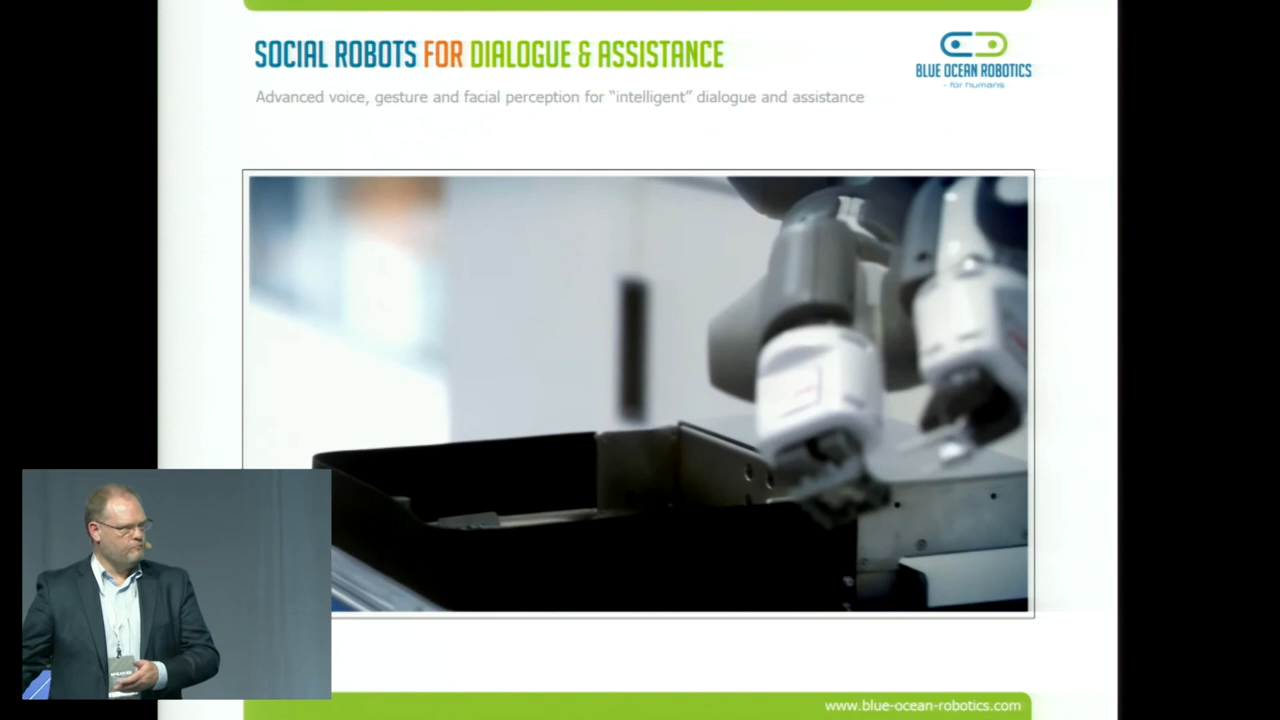 SOCIAL ROBOTS FOR DIALOGUE & ASSISTANCE
BLUE OCEAN ROBOTICS
- for humans
Advanced voice, gesture and facial perception for “intelligent” dialogue and assistance
SPEAKER
www.blue-ocean-robotics.com